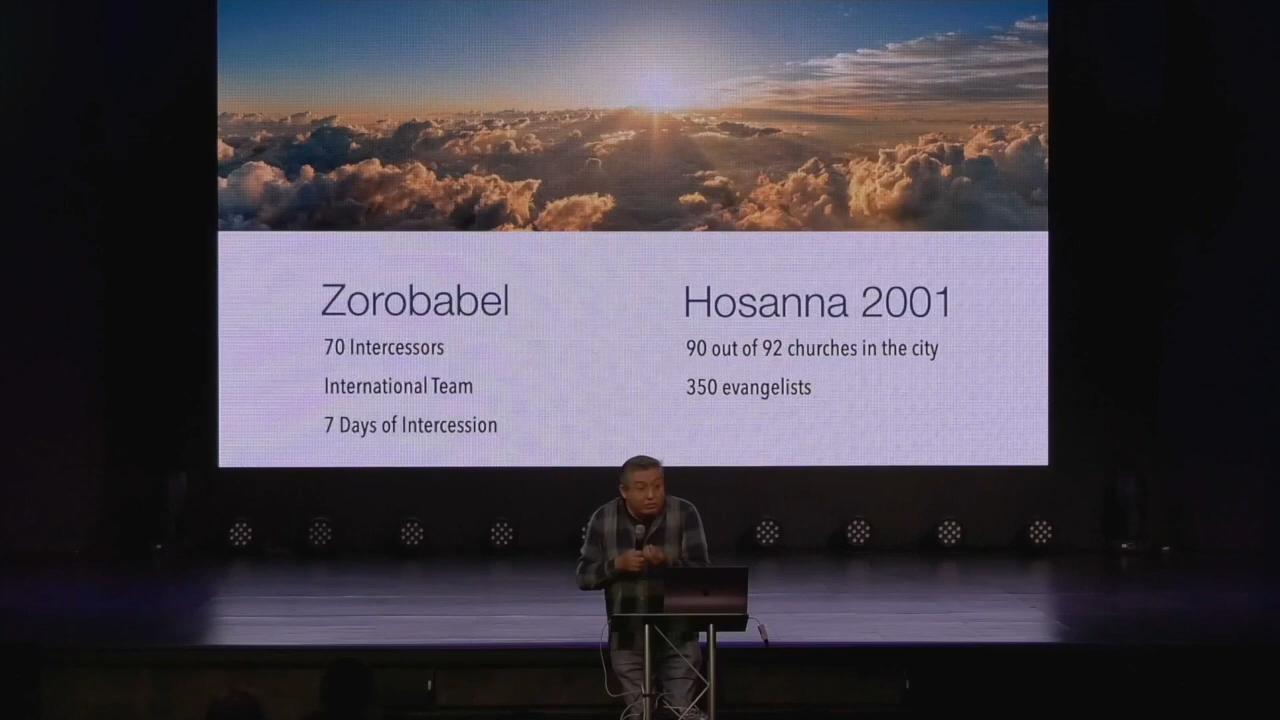 Zorobabel
70 Intercessors
International Team
7 Days of Intercession
Hosanna 2001
90 out of 92 churches in the city
350 evangelists